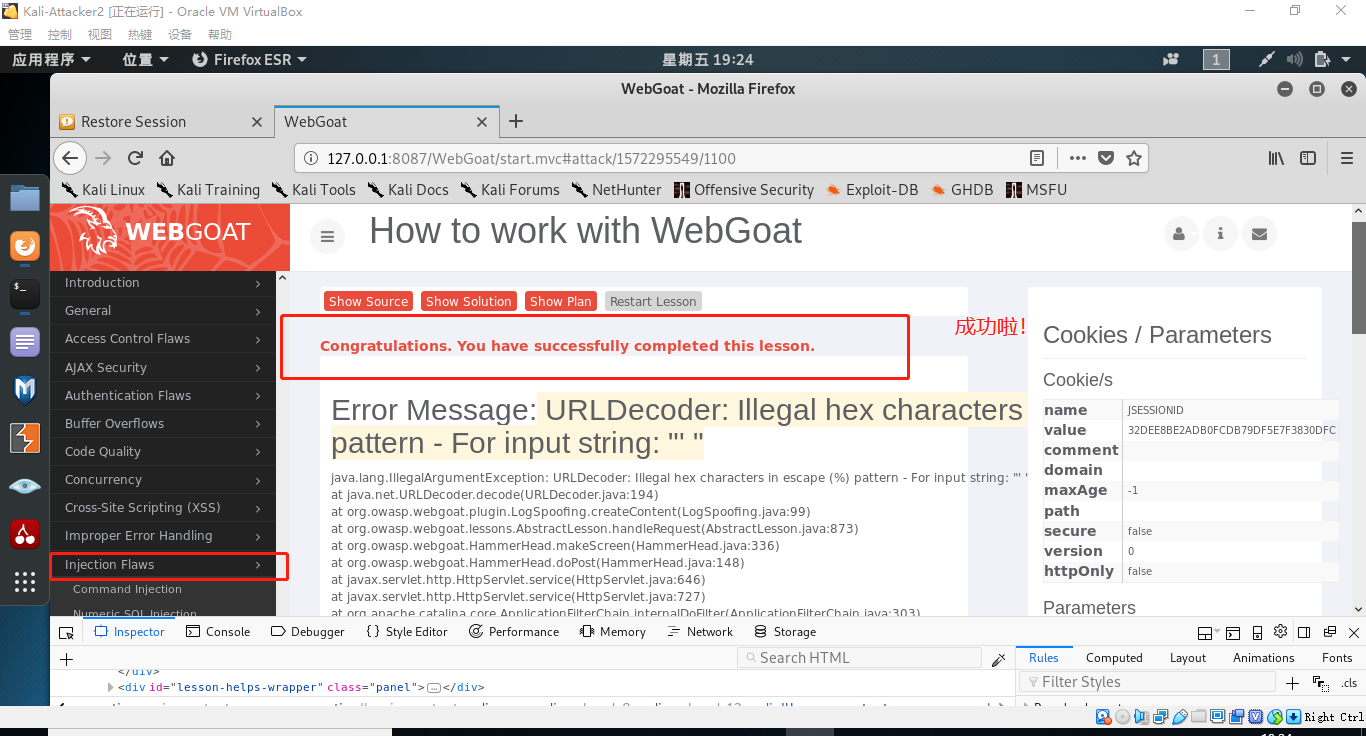 Kali-Attacker2 [正在运行] - Oracle VM VirtualBox
管理 控制 视图 热键 设备 帮助
应用程序 位置 Firefox ESR 星期五 19:24 1
WebGoat - Mozilla Firefox
Restore Session WebGoat
127.0.0.1:8087/WebGoat/start.mvc#attack/1572295549/1100
Kali Linux Kali Training Kali Tools Kali Docs Kali Forums NetHunter Offensive Security Exploit-DB GHDB MSFU
WEBGOAT
How to work with WebGoat
Introduction
General
Access Control Flaws
AJAX Security
Authentication Flaws
Buffer Overflows
Code Quality
Concurrency
Cross-Site Scripting (XSS)
Improper Error Handling
Injection Flaws
Command Injection
Numeric SQL Injection
Show Source Show Solution Show Plan Restart Lesson
成功啦!
Congratulations. You have successfully completed this lesson.
Error Message: URLDecoder: Illegal hex characters
pattern - For input string: "' "
java.lang.IllegalArgumentException: URLDecoder: Illegal hex characters in escape (%) pattern - For input string: "' "
at java.net.URLDecoder.decode(URLDecoder.java:194)
at org.owasp.webgoat.plugin.LogSpoofing.createContent(LogSpoofing.java:99)
at org.owasp.webgoat.lessons.AbstractLesson.handleRequest(AbstractLesson.java:873)
at org.owasp.webgoat.HammerHead.makeScreen(HammerHead.java:336)
at org.owasp.webgoat.HammerHead.doPost(HammerHead.java:148)
at javax.servlet.http.HttpServlet.service(HttpServlet.java:646)
at javax.servlet.http.HttpServlet.service(HttpServlet.java:727)
at org.apache.catalina.core.ApplicationFilterChain.internalDoFilter(ApplicationFilterChain.java:303)
Cookies / Parameters
Cookie/s
name JSESSIONID
value 32DEE8BE2ADB0FCDB79DF5E7F3830DFC
comment
domain
maxAge -1
path
secure false
version 0
httpOnly false
Parameters
Inspector Console Debugger Style Editor Performance Memory Network Storage
Search HTML
Rules Computed Layout Animations Fonts
</div>
<div id="lesson-helps-wrapper" class="panel">…</div>
Filter Styles .cls
Right Ctrl